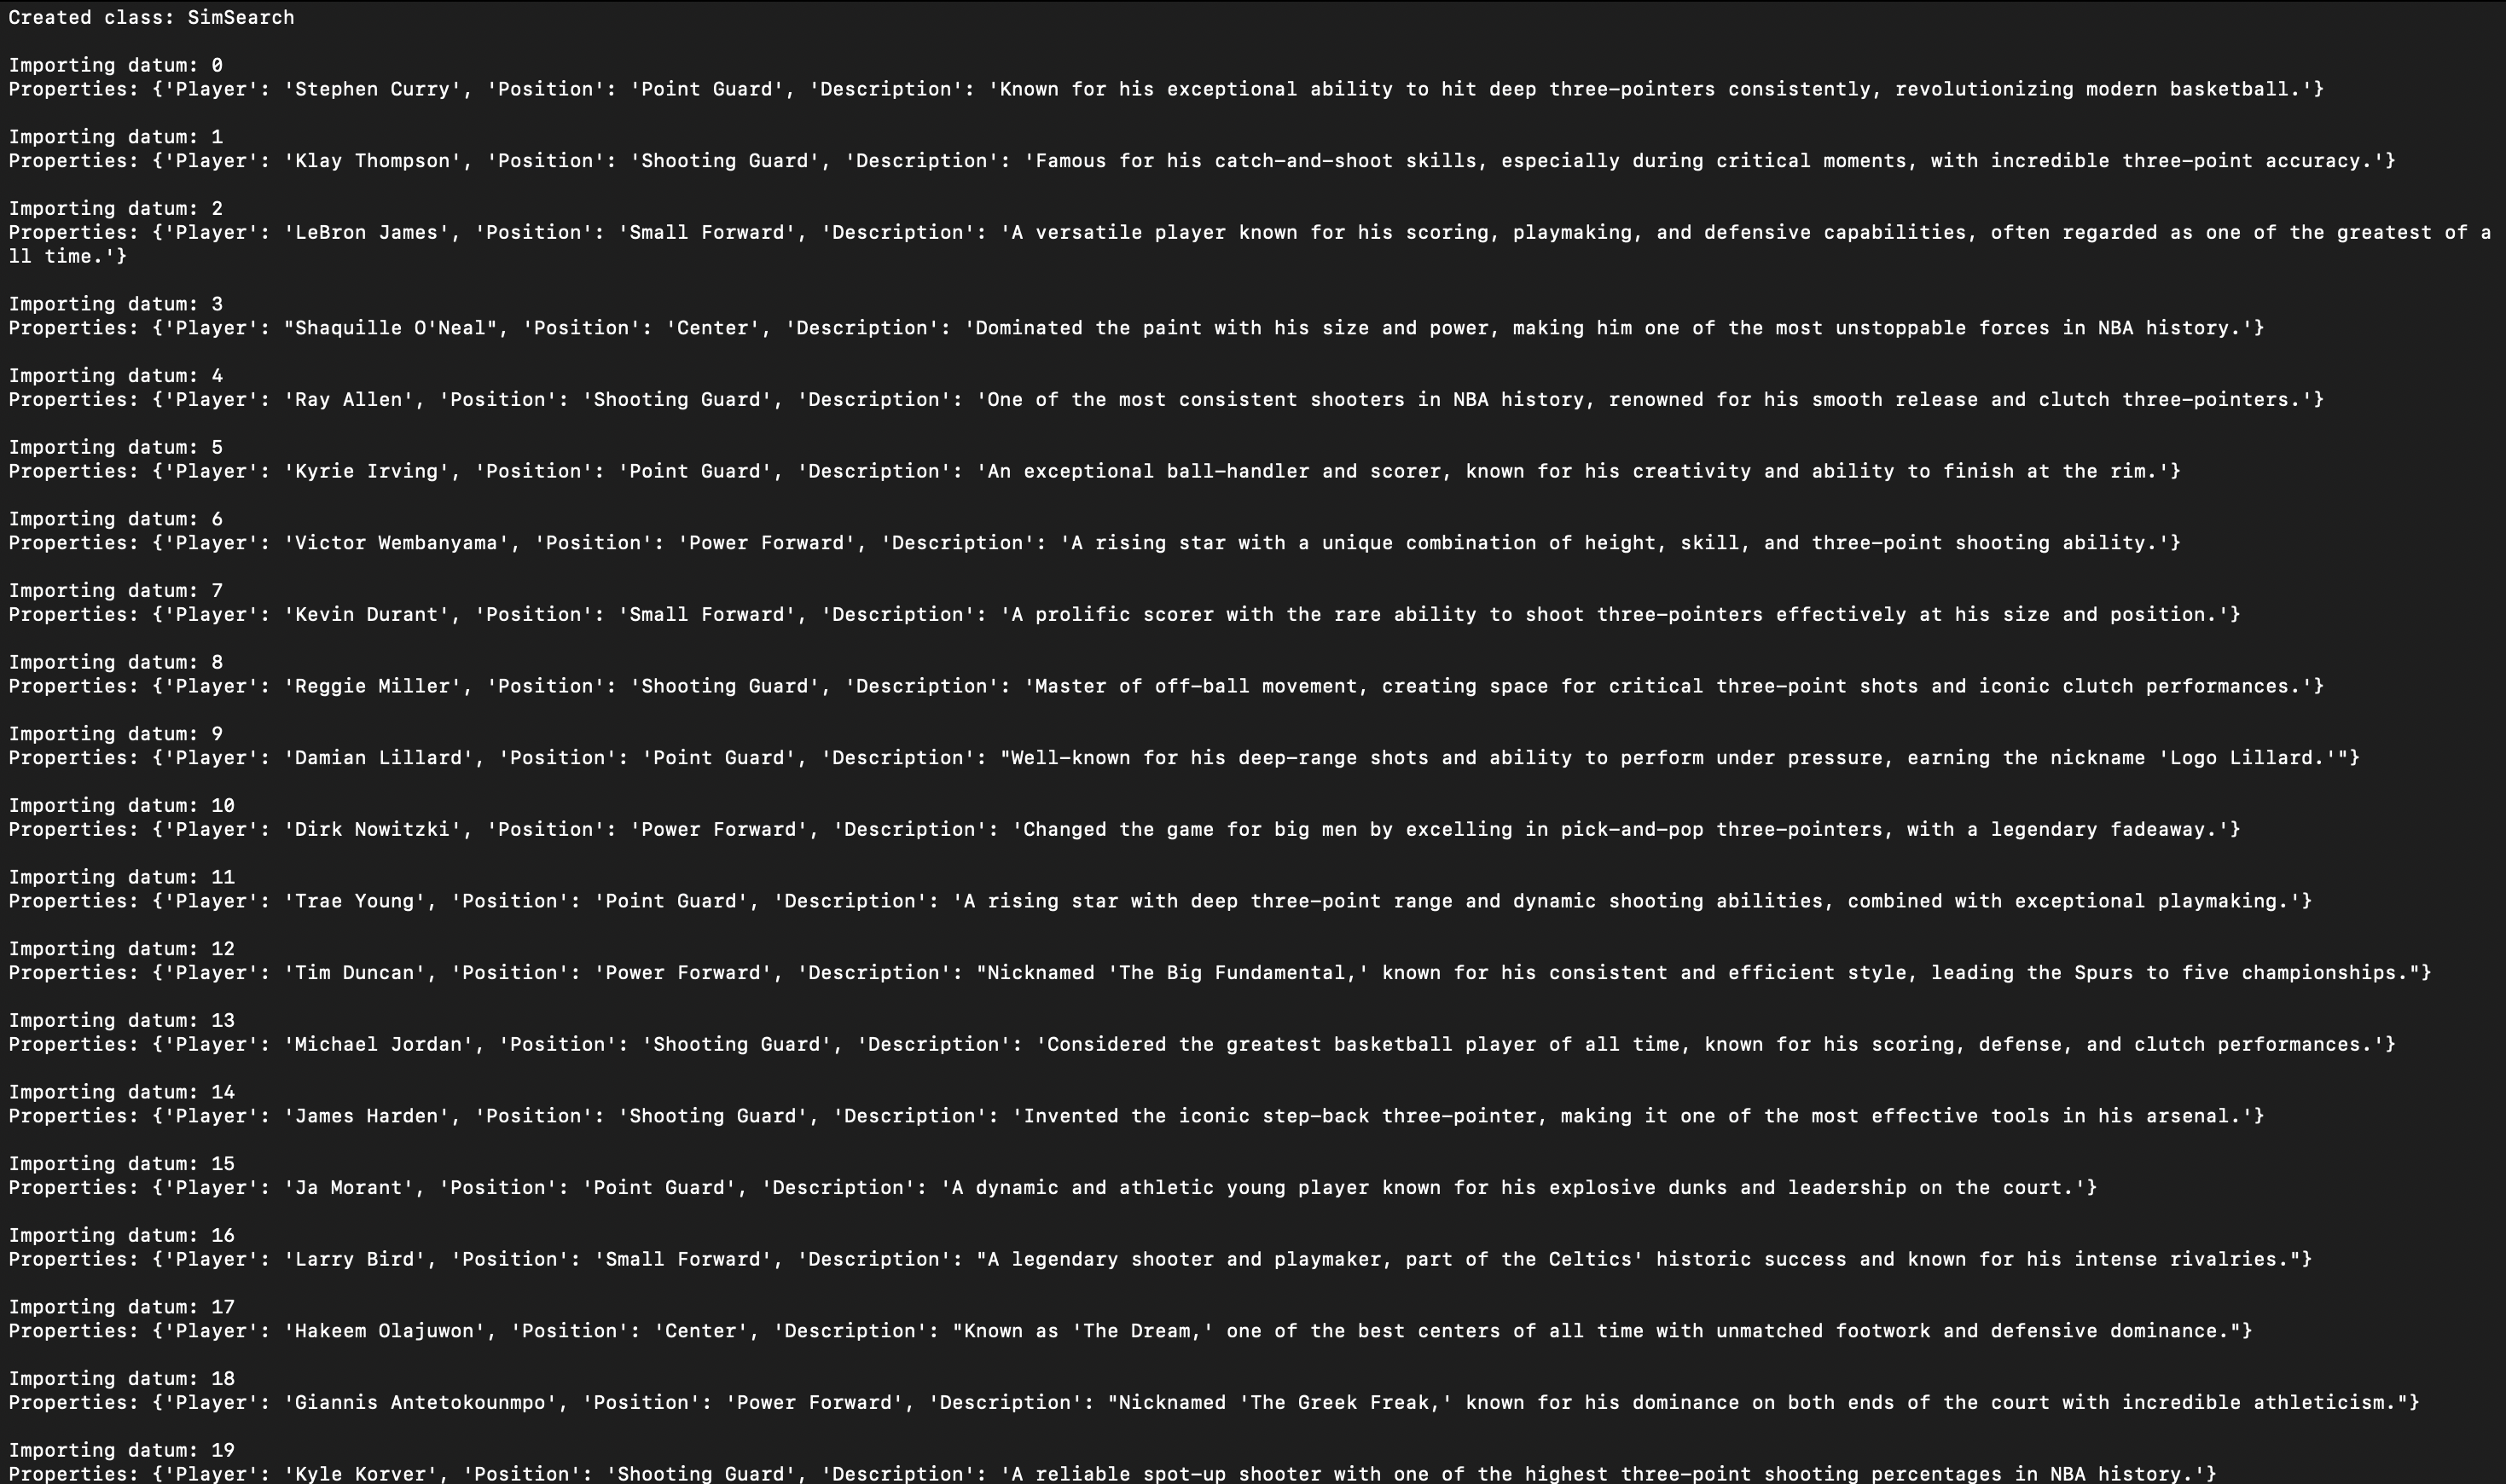 Created class: SimSearch
Importing datum: 0
Properties: {'Player': 'Stephen Curry', 'Position': 'Point Guard', 'Description': 'Known for his exceptional ability to hit deep three-pointers consistently, revolutionizing modern basketball.'}
Importing datum: 1
Properties: {'Player': 'Klay Thompson', 'Position': 'Shooting Guard', 'Description': 'Famous for his catch-and-shoot skills, especially during critical moments, with incredible three-point accuracy.'}
Importing datum: 2
Properties: {'Player': 'LeBron James', 'Position': 'Small Forward', 'Description': 'A versatile player known for his scoring, playmaking, and defensive capabilities, often regarded as one of the greatest of a
ll time.'}
Importing datum: 3
Properties: {'Player': "Shaquille O'Neal", 'Position': 'Center', 'Description': 'Dominated the paint with his size and power, making him one of the most unstoppable forces in NBA history.'}
Importing datum: 4
Properties: {'Player': 'Ray Allen', 'Position': 'Shooting Guard', 'Description': 'One of the most consistent shooters in NBA history, renowned for his smooth release and clutch three-pointers.'}
Importing datum: 5
Properties: {'Player': 'Kyrie Irving', 'Position': 'Point Guard', 'Description': 'An exceptional ball-handler and scorer, known for his creativity and ability to finish at the rim.'}
Importing datum: 6
Properties: {'Player': 'Victor Wembanyama', 'Position': 'Power Forward', 'Description': 'A rising star with a unique combination of height, skill, and three-point shooting ability.'}
Importing datum: 7
Properties: {'Player': 'Kevin Durant', 'Position': 'Small Forward', 'Description': 'A prolific scorer with the rare ability to shoot three-pointers effectively at his size and position.'}
Importing datum: 8
Properties: {'Player': 'Reggie Miller', 'Position': 'Shooting Guard', 'Description': 'Master of off-ball movement, creating space for critical three-point shots and iconic clutch performances.'}
Importing datum: 9
Properties: {'Player': 'Damian Lillard', 'Position': 'Point Guard', 'Description': "Well-known for his deep-range shots and ability to perform under pressure, earning the nickname 'Logo Lillard.'"}
Importing datum: 10
Properties: {'Player': 'Dirk Nowitzki', 'Position': 'Power Forward', 'Description': 'Changed the game for big men by excelling in pick-and-pop three-pointers, with a legendary fadeaway.'}
Importing datum: 11
Properties: {'Player': 'Trae Young', 'Position': 'Point Guard', 'Description': 'A rising star with deep three-point range and dynamic shooting abilities, combined with exceptional playmaking.'}
Importing datum: 12
Properties: {'Player': 'Tim Duncan', 'Position': 'Power Forward', 'Description': "Nicknamed 'The Big Fundamental,' known for his consistent and efficient style, leading the Spurs to five championships."}
Importing datum: 13
Properties: {'Player': 'Michael Jordan', 'Position': 'Shooting Guard', 'Description': 'Considered the greatest basketball player of all time, known for his scoring, defense, and clutch performances.'}
Importing datum: 14
Properties: {'Player': 'James Harden', 'Position': 'Shooting Guard', 'Description': 'Invented the iconic step-back three-pointer, making it one of the most effective tools in his arsenal.'}
Importing datum: 15
Properties: {'Player': 'Ja Morant', 'Position': 'Point Guard', 'Description': 'A dynamic and athletic young player known for his explosive dunks and leadership on the court.'}
Importing datum: 16
Properties: {'Player': 'Larry Bird', 'Position': 'Small Forward', 'Description': "A legendary shooter and playmaker, part of the Celtics' historic success and known for his intense rivalries."}
Importing datum: 17
Properties: {'Player': 'Hakeem Olajuwon', 'Position': 'Center', 'Description': "Known as 'The Dream,' one of the best centers of all time with unmatched footwork and defensive dominance."}
Importing datum: 18
Properties: {'Player': 'Giannis Antetokounmpo', 'Position': 'Power Forward', 'Description': "Nicknamed 'The Greek Freak,' known for his dominance on both ends of the court with incredible athleticism."}
Importing datum: 19
Properties: {'Player': 'Kyle Korver', 'Position': 'Shooting Guard', 'Description': 'A reliable spot-up shooter with one of the highest three-point shooting percentages in NBA history.'}